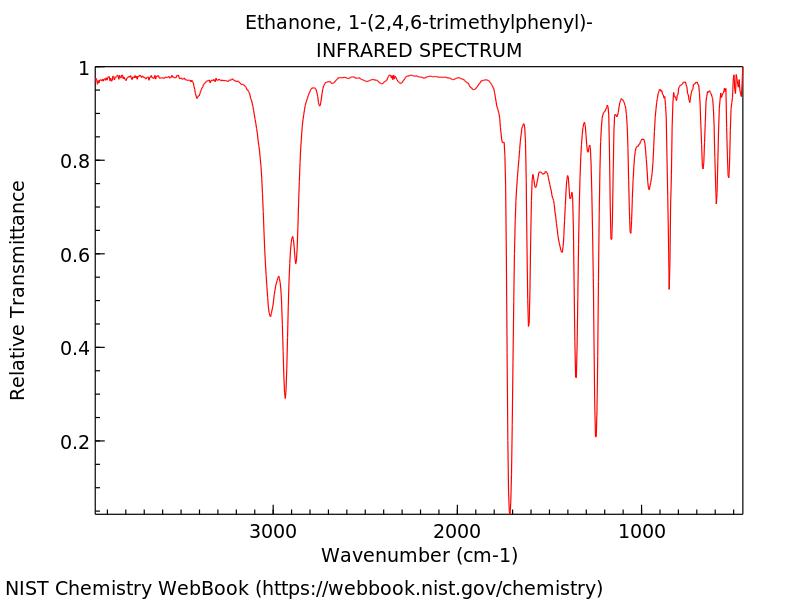 Ethanone, 1-(2,4,6-trimethylphenyl)-
INFRARED SPECTRUM
1
0.8
0.6
0.4
0.2
Relative Transmittance
3000 2000 1000
Wavenumber (cm-1)
NIST Chemistry WebBook (https://webbook.nist.gov/chemistry)